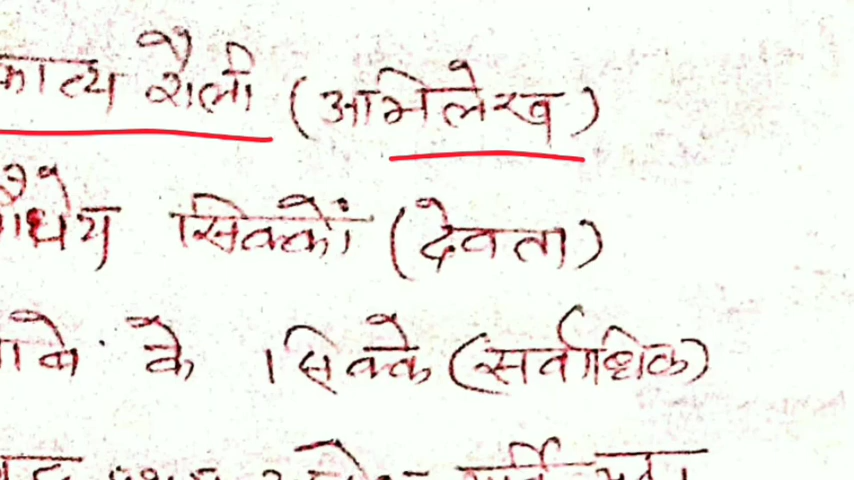 काव्य शैली (अभिलेख)
यौधेय सिक्कों (देवता)
तांबे के सिक्के (सर्वाधिक)